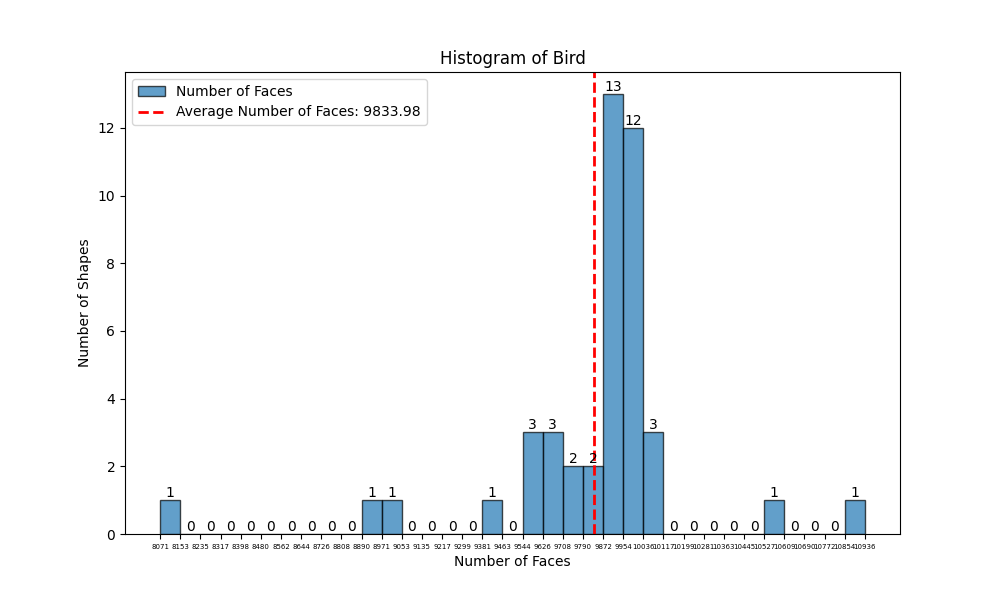 Histogram of Bird
Number of Faces
Average Number of Faces: 9833.98
Number of Shapes
12
10
8
6
4
2
0
1 0 0 0 0 0 0 0 0 0 1 1 0 0 0 0 1 0 3 3 2 2 13 12 3 0 0 0 0 0 1 0 0 0 1
8071 8153 8235 8317 8398 8480 8562 8644 8726 8808 8890 8971 9053 9135 9217 9299 9381 9463 9544 9626 9708 9790 9872 9954 10036 10117 10199 10281 10363 10445 10527 10609 10690 10772 10854 10936
Number of Faces